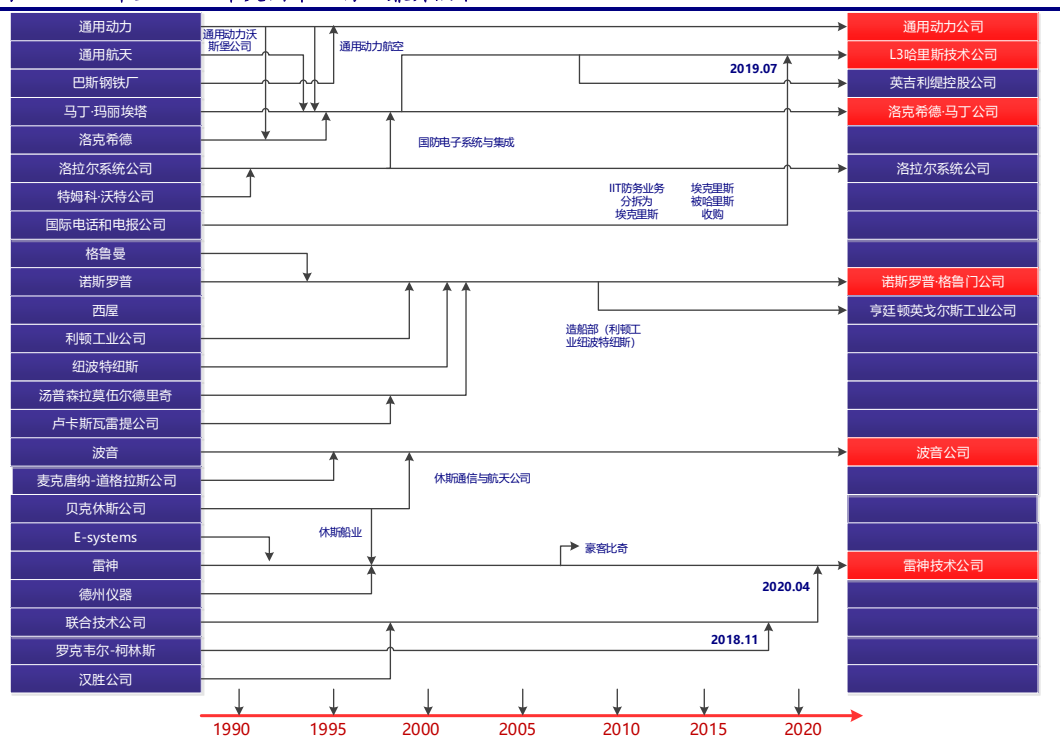 通用动力
通用航天
巴斯钢铁厂
马丁·玛丽埃塔
洛克希德
洛拉尔系统公司
特姆科·沃特公司
国际电话和电报公司
格鲁曼
诺斯罗普
西屋
利顿工业公司
纽波特纽斯
汤普森拉莫伍尔德里奇
卢卡斯瓦雷提公司
波音
麦克唐纳-道格拉斯公司
贝克休斯公司
E-systems
雷神
德州仪器
联合技术公司
罗克韦尔-柯林斯
汉胜公司
通用动力沃
斯堡公司
通用动力航空
2019.07
国防电子系统与集成
IIT防务业务
分拆为
埃克里斯
埃克里斯
被哈里斯
收购
造船部（利顿工
业纽波特纽斯）
休斯通信与航天公司
休斯船业
豪客比奇
2020.04
2018.11
通用动力公司
L3哈里斯技术公司
英吉利缇控股公司
洛克希德·马丁公司
洛拉尔系统公司
诺斯罗普·格鲁门公司
亨廷顿英戈尔斯工业公司
波音公司
雷神技术公司
1990
1995
2000
2005
2010
2015
2020